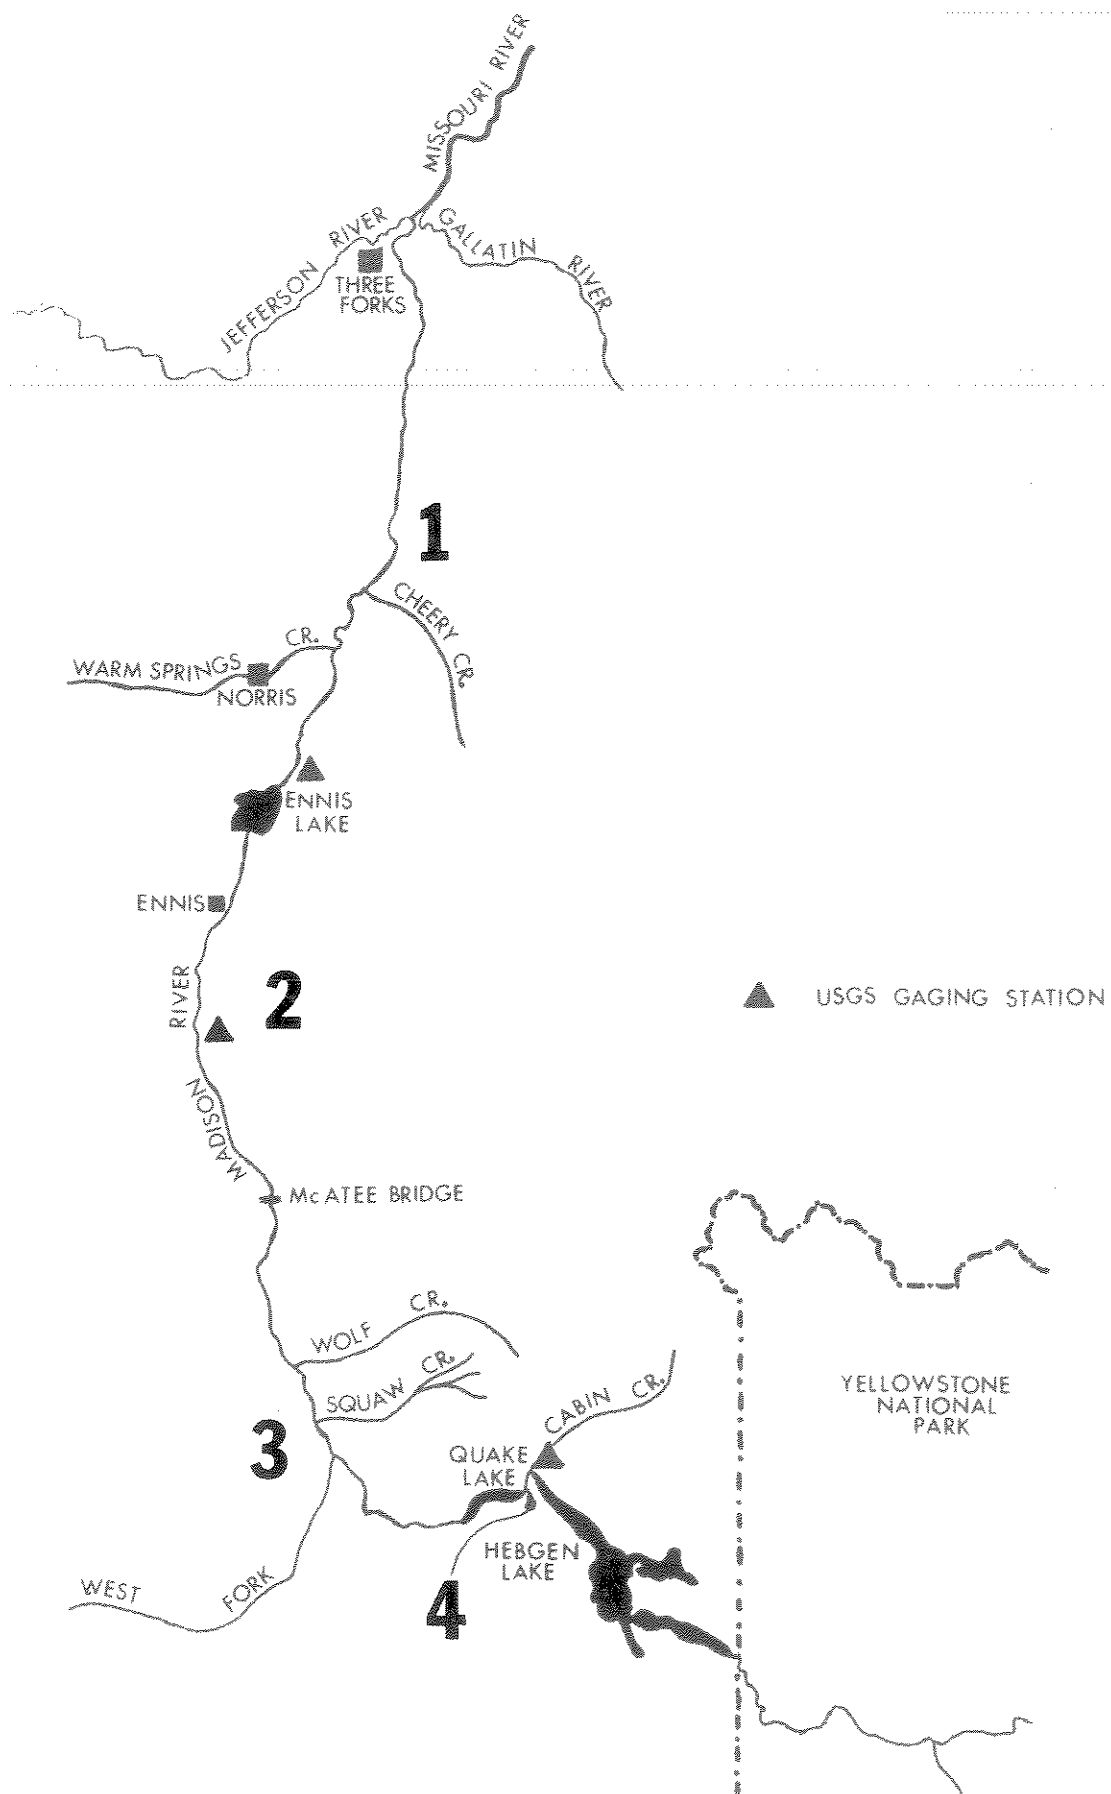 MISSOURI RIVER
JEFFERSON RIVER
GALLATIN RIVER
THREE
FORKS
1
CHEERY CR.
WARM SPRINGS CR.
NORRIS
ENNIS
LAKE
ENNIS
2
MADISON RIVER
USGS GAGING STATION
McATEE BRIDGE
WOLF CR.
SQUAW CR.
CABIN CR.
YELLOWSTONE
NATIONAL
PARK
3
QUAKE
LAKE
HEBGEN
LAKE
WEST FORK
4